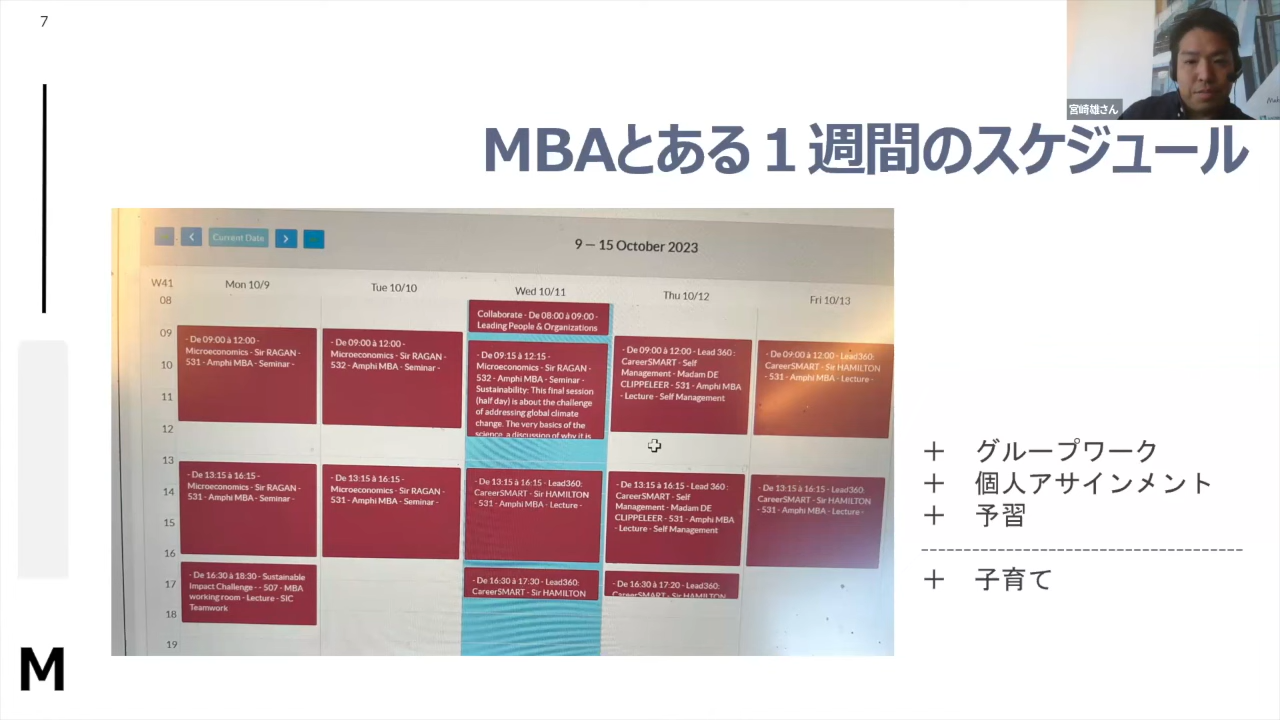 7
宮崎雄さん
MBAとある１週間のスケジュール
Current Date
9 – 15 October 2023
W41
Mon 10/9
Tue 10/10
Wed 10/11
Thu 10/12
Fri 10/13
08
09
10
11
12
13
14
15
16
17
18
19
- De 09:00 à 12:00 -
Microeconomics - Sir RAGAN -
531 - Amphi MBA - Seminar -
- De 13:15 à 16:15 -
Microeconomics - Sir RAGAN -
531 - Amphi MBA - Seminar -
- De 16:30 à 18:30 - Sustainable
Impact Challenge - - S07 - MBA
working room - Lecture - SIC
Teamwork
- De 09:00 à 12:00 -
Microeconomics - Sir RAGAN -
532 - Amphi MBA - Seminar -
- De 13:15 à 16:15 -
Microeconomics - Sir RAGAN -
531 - Amphi MBA - Seminar -
Collaborate - De 08:00 à 09:00 -
Leading People & Organizations
- De 09:15 à 12:15 -
Microeconomics - Sir RAGAN -
532 - Amphi MBA - Seminar -
Sustainability: This final session
(half day) is about the challenge
of addressing global climate
change. The very basics of the
science, a discussion of why it is
- De 13:15 à 16:15 - Lead360:
CareerSMART - Sir HAMILTON
- 531 - Amphi MBA - Lecture -
- De 16:30 à 17:30 - Lead360:
CareerSMART - Sir HAMILTON
- De 09:00 à 12:00 - Lead 360 :
CareerSMART - Self
Management - Madam DE
CLIPPELEER - 531 - Amphi MBA
- Lecture - Self Management
- De 13:15 à 16:15 - Lead 360 :
CareerSMART - Self
Management - Madam DE
CLIPPELEER - 531 - Amphi MBA
- Lecture - Self Management
- De 16:30 à 17:20 - Lead360:
CareerSMART - Sir HAMILTON
- De 09:00 à 12:00 - Lead360:
CareerSMART - Sir HAMILTON
- 531 - Amphi MBA - Lecture -
- De 13:15 à 16:15 - Lead360:
CareerSMART - Sir HAMILTON
- 531 - Amphi MBA - Lecture -
＋ グループワーク
＋ 個人アサインメント
＋ 予習
--------------------------------------
＋ 子育て
M